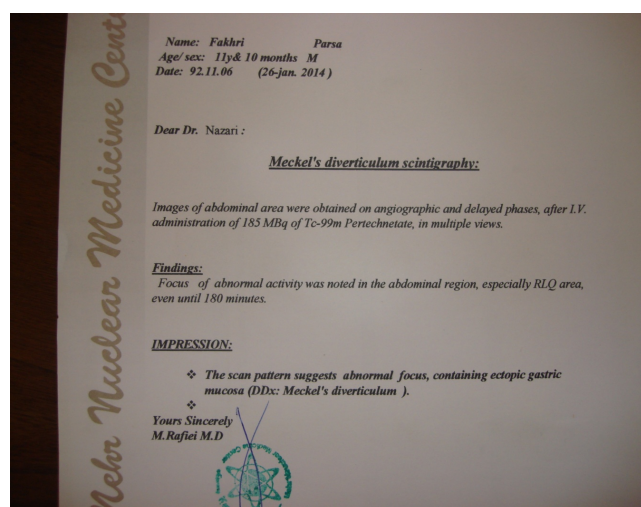 Mehr Nuclear Medicine Cent
Name: Fakhri Parsa
Age/ sex: 11y& 10 months M
Date: 92.11.06 (26-jan. 2014 )
Dear Dr. Nazari :
Meckel's diverticulum scintigraphy:
Images of abdominal area were obtained on angiographic and delayed phases, after I.V.
administration of 185 MBq of Tc-99m Pertechnetate, in multiple views.
Findings:
Focus of abnormal activity was noted in the abdominal region, especially RLQ area,
even until 180 minutes.
IMPRESSION:
❖ The scan pattern suggests abnormal focus, containing ectopic gastric
mucosa (DDx: Meckel's diverticulum ).
❖
Yours Sincerely
M.Rafiei M.D